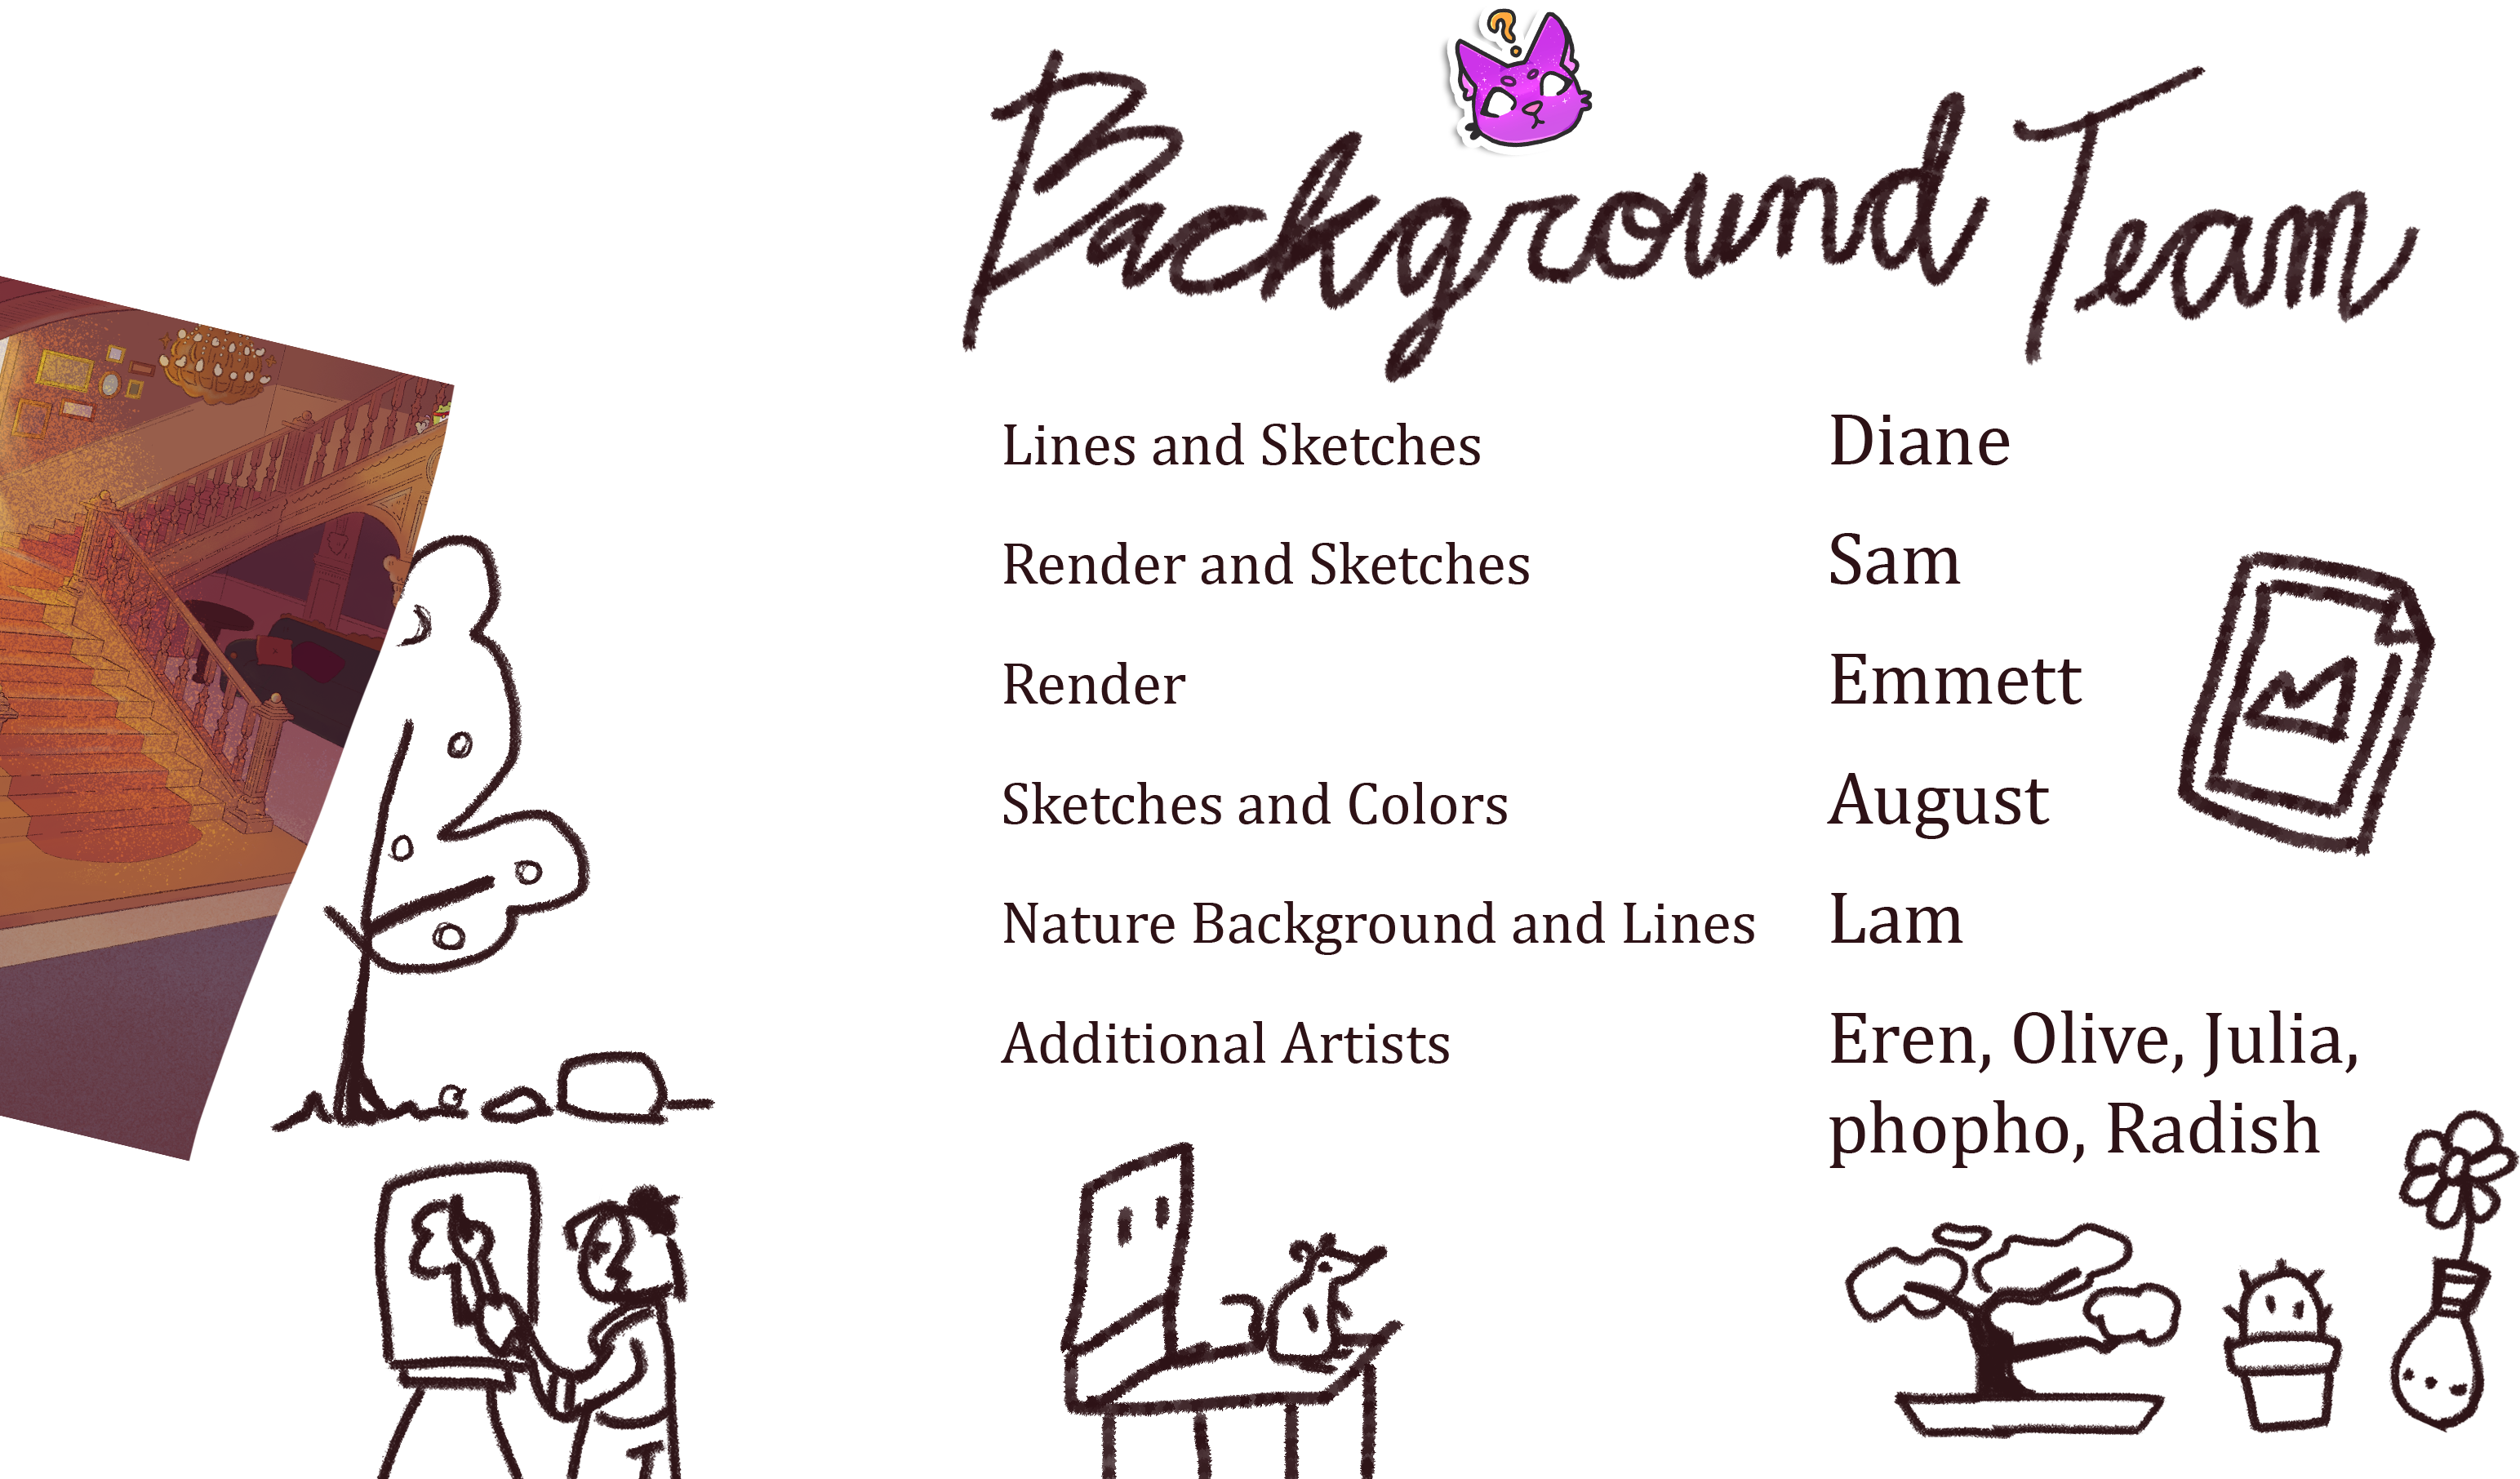 ?
Background Team
Lines and Sketches Diane
Render and Sketches Sam
Render Emmett
Sketches and Colors August
Nature Background and Lines Lam
Additional Artists Eren, Olive, Julia,
phopho, Radish